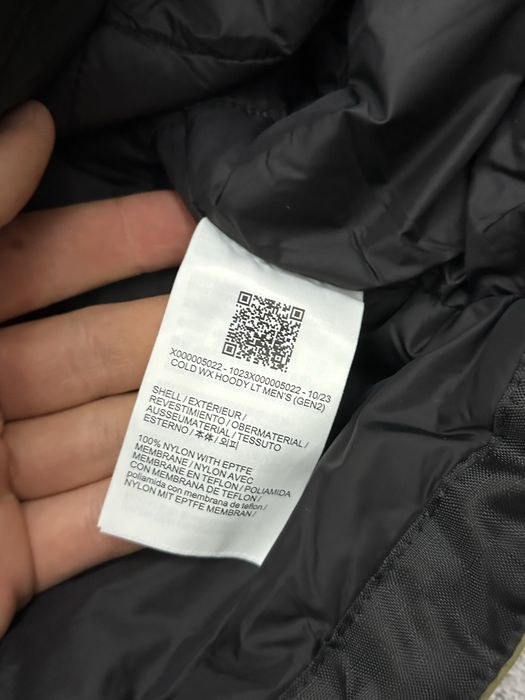 X000005022 - 1023X000005022 - 10/23
COLD WX HOODY LT MEN'S (GEN2)
SHELL / EXTÉRIEUR /
REVESTIMIENTO / OBERMATERIAL /
AUSSEUMATERIAL / TESSUTO
ESTERNO / 本体 / 외피
100% NYLON WITH EPTFE
MEMBRANE / NYLON AVEC
MEMBRANE EN TEFLON / POLIAMIDA
CON MEMBRANA DE TEFLON /
poliamida con membrana de teflon /
NYLON MIT EPTFE MEMBRAN /